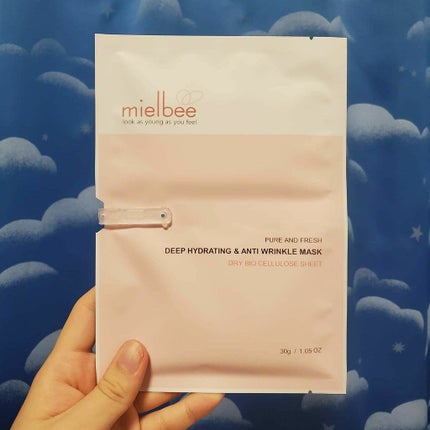 mielbee
look as young as you feel
PURE AND FRESH
DEEP HYDRATING & ANTI WRINKLE MASK
DRY BIO CELLULOSE SHEET
30g / 1.05 OZ